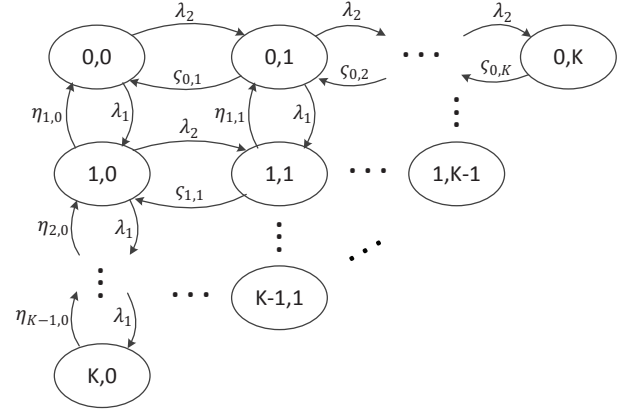 λ₂ λ₂ λ₂
0,0 0,1 ... 0,K
ς₀,₁ ς₀,₂ ς₀,K
η₁,₀ λ₁ η₁,₁ λ₁
λ₂
1,0 1,1 ... 1,K-1
ς₁,₁
η₂,₀ λ₁
... K-1,1
η_{K−1,0} λ₁
K,0